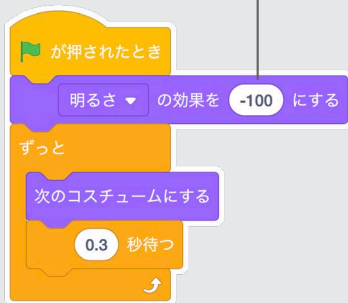 が押されたとき
明るさ の効果を -100 にする
ずっと
次のコスチュームにする
0.3 秒待つ